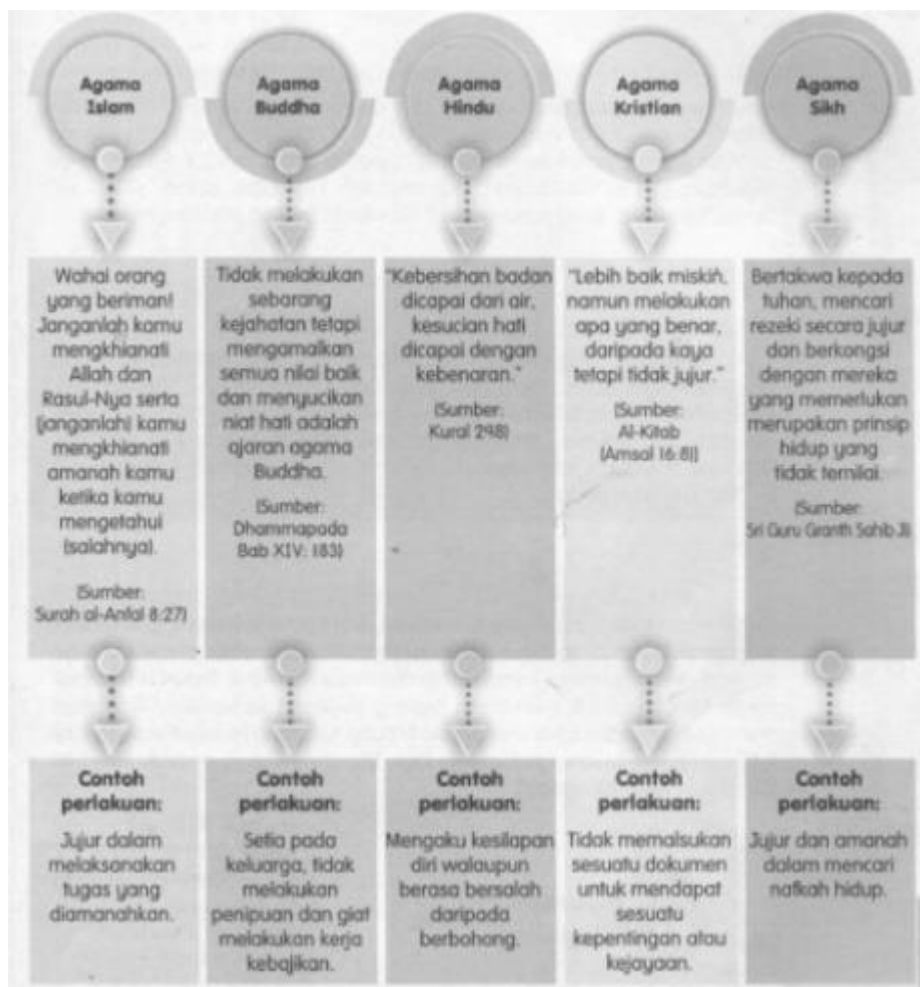 Agama
Islam
Agama
Buddha
Agama
Hindu
Agama
Kristian
Agama
Sikh
Wahai orang
yang beriman!
Janganlah kamu
mengkhianati
Allah dan
Rasul-Nya serta
(janganlah) kamu
mengkhianati
amanah kamu
ketika kamu
mengetahui
(salahnya).
(Sumber:
Surah al-Anfal 8:27)
Tidak melakukan
sebarang
kejahatan tetapi
mengamalkan
semua nilai baik
dan menyucikan
niat hati adalah
ajaran agama
Buddha.
(Sumber:
Dhammapada
Bab XIV: 183)
"Kebersihan badan
dicapai dari air,
kesucian hati
dicapai dengan
kebenaran."
(Sumber:
Kural 298)
"Lebih baik miskin,
namun melakukan
apa yang benar,
daripada kaya
tetapi tidak jujur."
(Sumber:
Al-Kitab
(Amsal 16:8))
Bertakwa kepada
tuhan, mencari
rezeki secara jujur
dan berkongsi
dengan mereka
yang memerlukan
merupakan prinsip
hidup yang
tidak ternilai.
(Sumber:
Sri Guru Granth Sahib Ji)
Contoh
perlakuan:
Jujur dalam
melaksanakan
tugas yang
diamanahkan.
Contoh
perlakuan:
Setia pada
keluarga, tidak
melakukan
penipuan dan giat
melakukan kerja
kebajikan.
Contoh
perlakuan:
Mengaku kesilapan
diri walaupun
berasa bersalah
daripada
berbohong.
Contoh
perlakuan:
Tidak memalsukan
sesuatu dokumen
untuk mendapat
sesuatu
kepentingan atau
kejayaan.
Contoh
perlakuan:
Jujur dan amanah
dalam mencari
nafkah hidup.